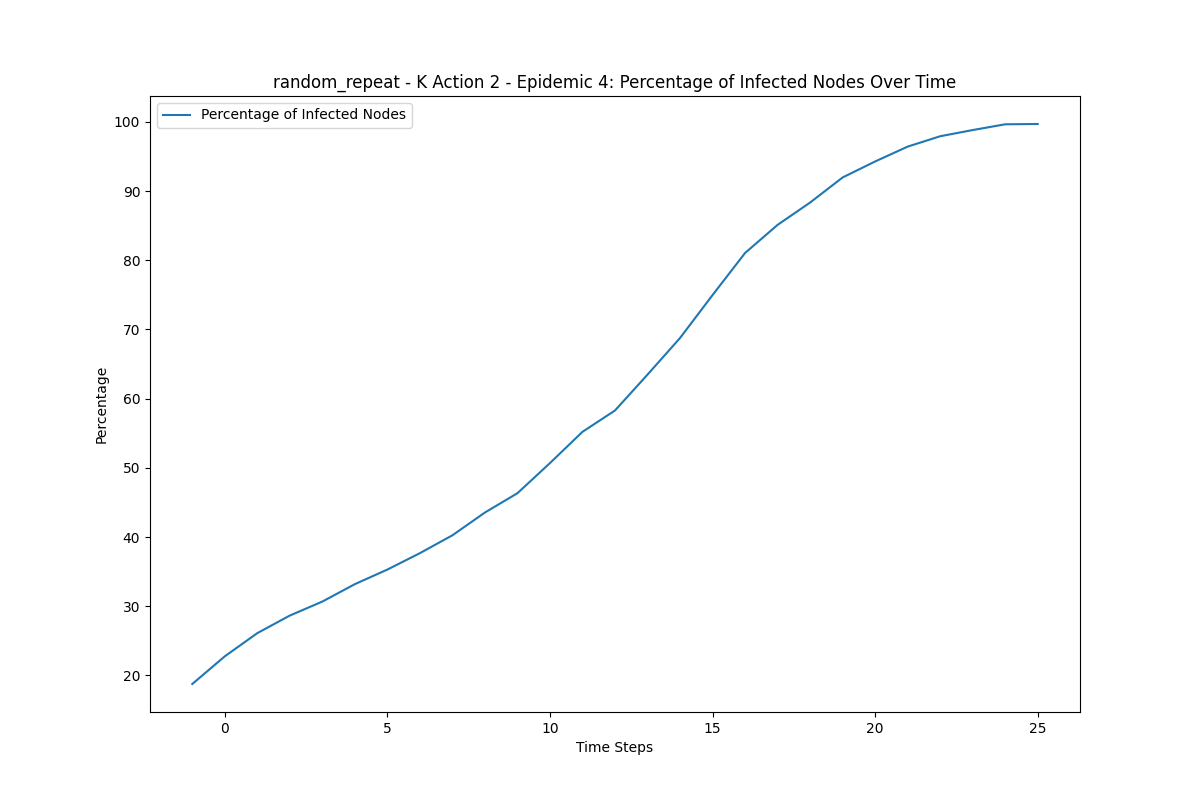 random_repeat - K Action 2 - Epidemic 4: Percentage of Infected Nodes Over Time
Percentage of Infected Nodes
100
90
80
70
60
50
40
30
20
Percentage
0 5 10 15 20 25
Time Steps